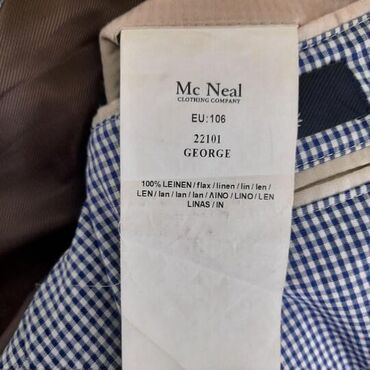 Mc Neal
CLOTHING COMPANY
EU:106
22101
GEORGE
100% LEINEN / flax / linen / lin / len /
LEN / lan / lan / lan / ΛΙΝΟ / LINO / LEN
LINAS / IN